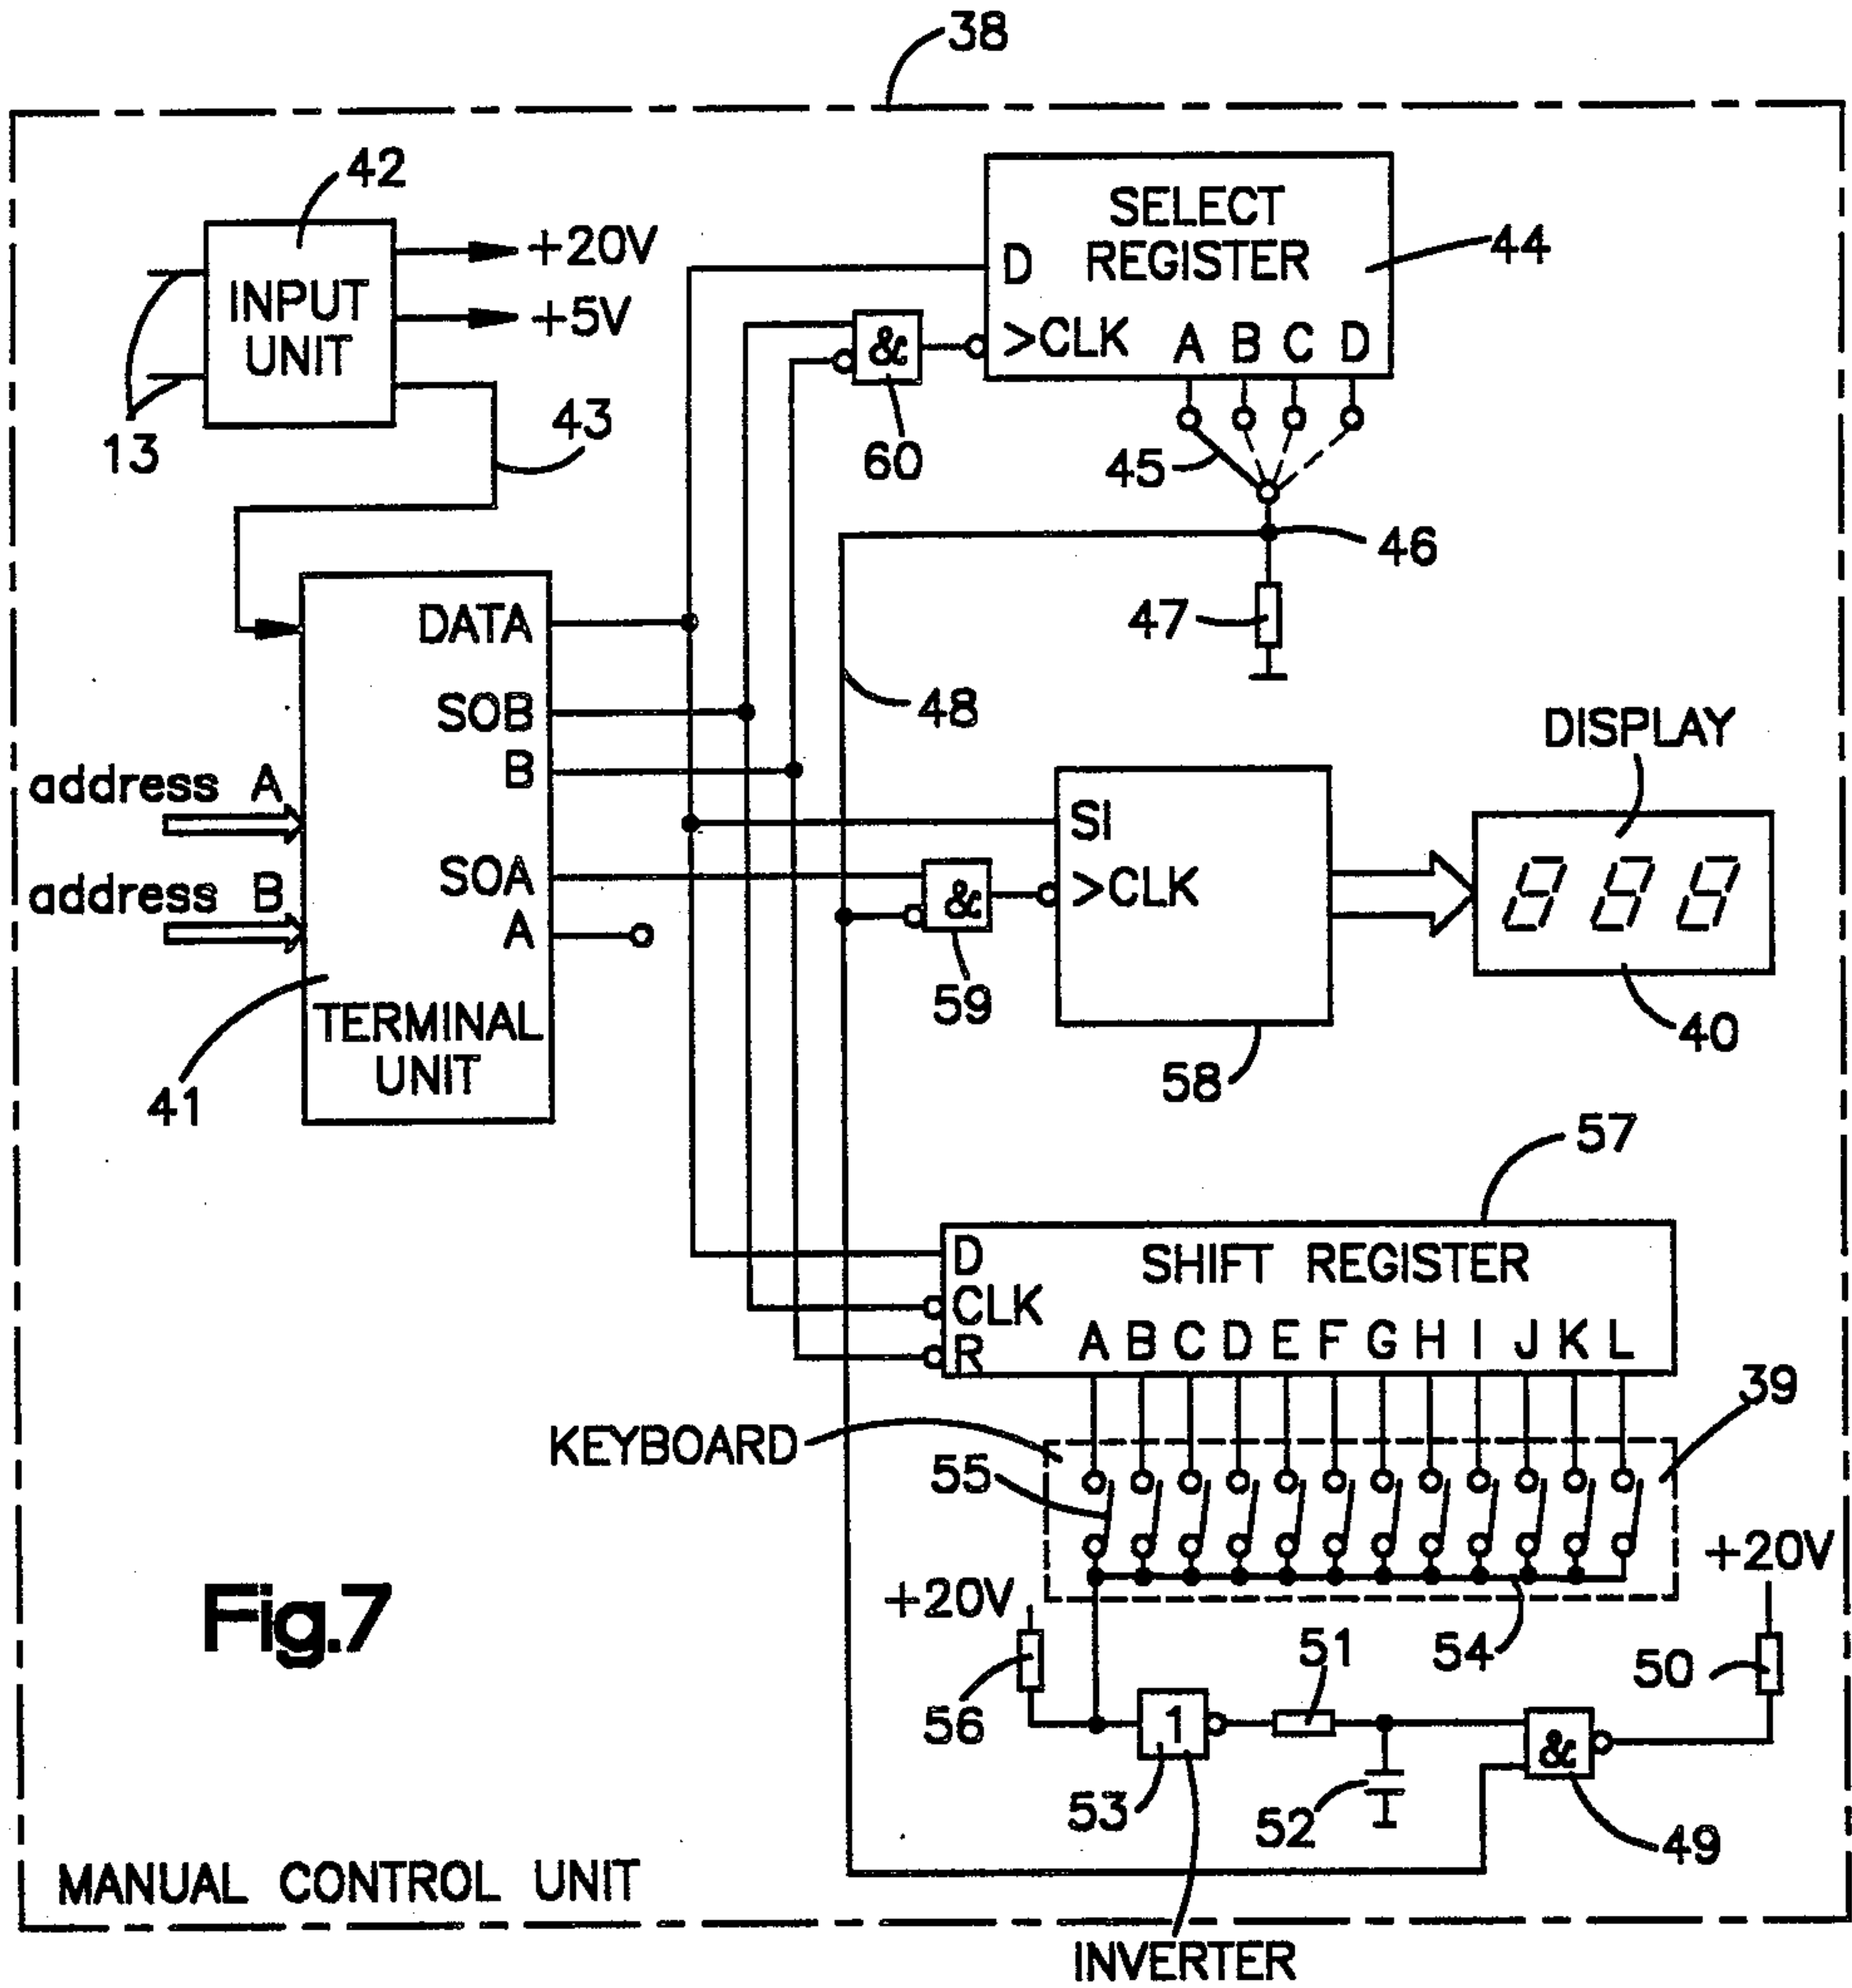 38
42
INPUT
UNIT
+20V
+5V
13
43
SELECT
REGISTER
D
>CLK
A B C D
44
&
60
45
46
47
48
DATA
SOB
B
SOA
A
address A
address B
TERMINAL
UNIT
41
SI
>CLK
58
&
59
DISPLAY
888
40
57
D
CLK
R
SHIFT REGISTER
A B C D E F G H I J K L
KEYBOARD
39
55
54
+20V
56
1
53
INVERTER
51
52
&
49
50
+20V
Fig.7
MANUAL CONTROL UNIT